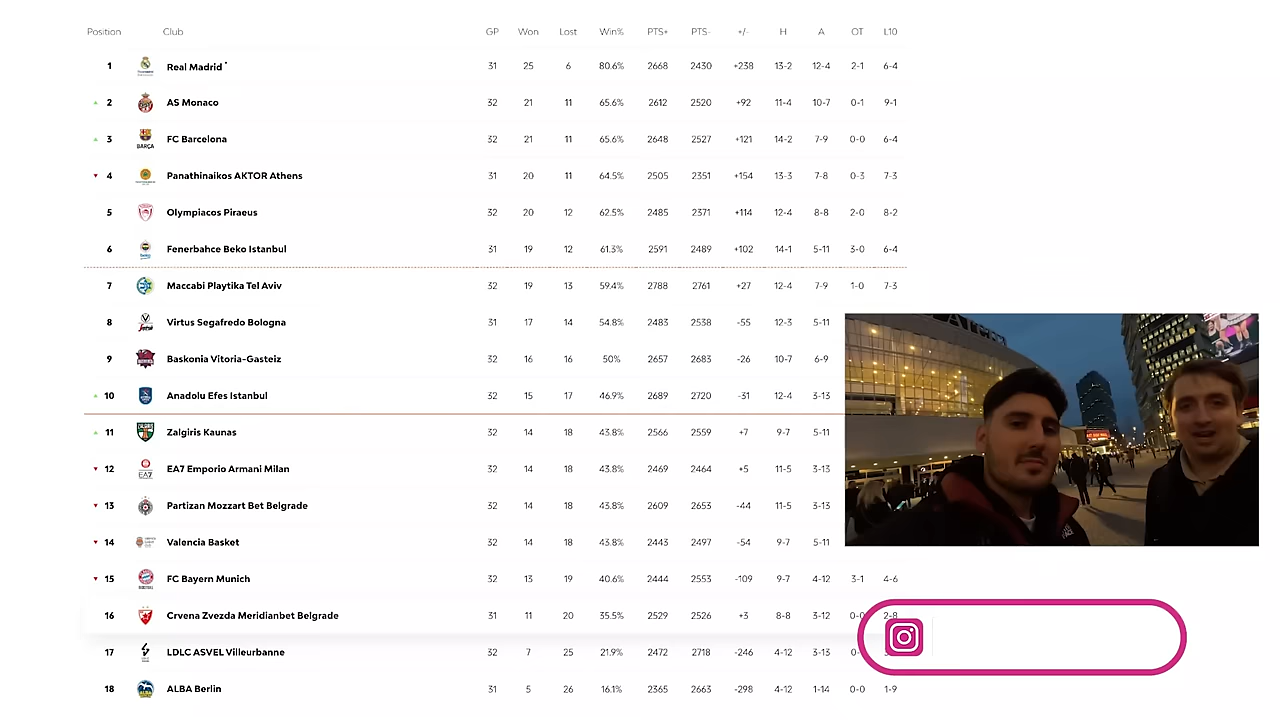 Position Club GP Won Lost Win% PTS+ PTS- +/- H A OT L10
1 Real Madrid * 31 25 6 80.6% 2668 2430 +238 13-2 12-4 2-1 6-4
2 AS Monaco 32 21 11 65.6% 2612 2520 +92 11-4 10-7 0-1 9-1
3 FC Barcelona 32 21 11 65.6% 2648 2527 +121 14-2 7-9 0-0 6-4
4 Panathinaikos AKTOR Athens 31 20 11 64.5% 2505 2351 +154 13-3 7-8 0-3 7-3
5 Olympiacos Piraeus 32 20 12 62.5% 2485 2371 +114 12-4 8-8 2-0 8-2
6 Fenerbahce Beko Istanbul 31 19 12 61.3% 2591 2489 +102 14-1 5-11 3-0 6-4
7 Maccabi Playtika Tel Aviv 32 19 13 59.4% 2788 2761 +27 12-4 7-9 1-0 7-3
8 Virtus Segafredo Bologna 31 17 14 54.8% 2483 2538 -55 12-3 5-11
9 Baskonia Vitoria-Gasteiz 32 16 16 50% 2657 2683 -26 10-7 6-9
10 Anadolu Efes Istanbul 32 15 17 46.9% 2689 2720 -31 12-4 3-13
11 Zalgiris Kaunas 32 14 18 43.8% 2566 2559 +7 9-7 5-11
12 EA7 Emporio Armani Milan 32 14 18 43.8% 2469 2464 +5 11-5 3-13
13 Partizan Mozzart Bet Belgrade 32 14 18 43.8% 2609 2653 -44 11-5 3-13
14 Valencia Basket 32 14 18 43.8% 2443 2497 -54 9-7 5-11
15 FC Bayern Munich 32 13 19 40.6% 2444 2553 -109 9-7 4-12 3-1 4-6
16 Crvena Zvezda Meridianbet Belgrade 31 11 20 35.5% 2529 2526 +3 8-8 3-12 0-0 2-8
17 LDLC ASVEL Villeurbanne 32 7 25 21.9% 2472 2718 -246 4-12 3-13
18 ALBA Berlin 31 5 26 16.1% 2365 2663 -298 4-12 1-14 0-0 1-9